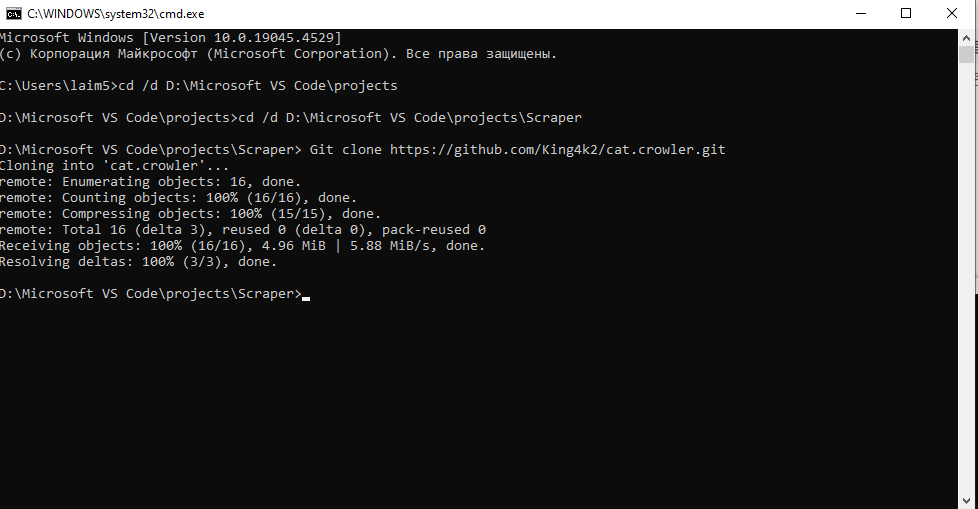 C:\WINDOWS\system32\cmd.exe
Microsoft Windows [Version 10.0.19045.4529]
(c) Корпорация Майкрософт (Microsoft Corporation). Все права защищены.
C:\Users\laim5>cd /d D:\Microsoft VS Code\projects
D:\Microsoft VS Code\projects>cd /d D:\Microsoft VS Code\projects\Scraper
D:\Microsoft VS Code\projects\Scraper> Git clone https://github.com/King4k2/cat.crowler.git
Cloning into 'cat.crowler'...
remote: Enumerating objects: 16, done.
remote: Counting objects: 100% (16/16), done.
remote: Compressing objects: 100% (15/15), done.
remote: Total 16 (delta 3), reused 0 (delta 0), pack-reused 0
Receiving objects: 100% (16/16), 4.96 MiB | 5.88 MiB/s, done.
Resolving deltas: 100% (3/3), done.
D:\Microsoft VS Code\projects\Scraper>